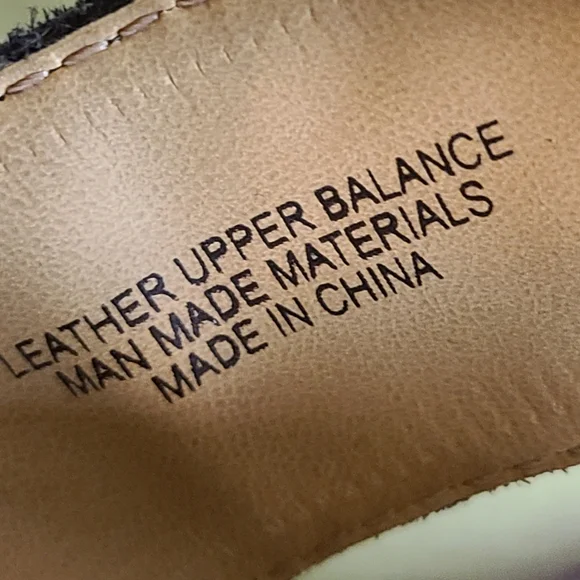 LEATHER UPPER BALANCE
MAN MADE MATERIALS
MADE IN CHINA